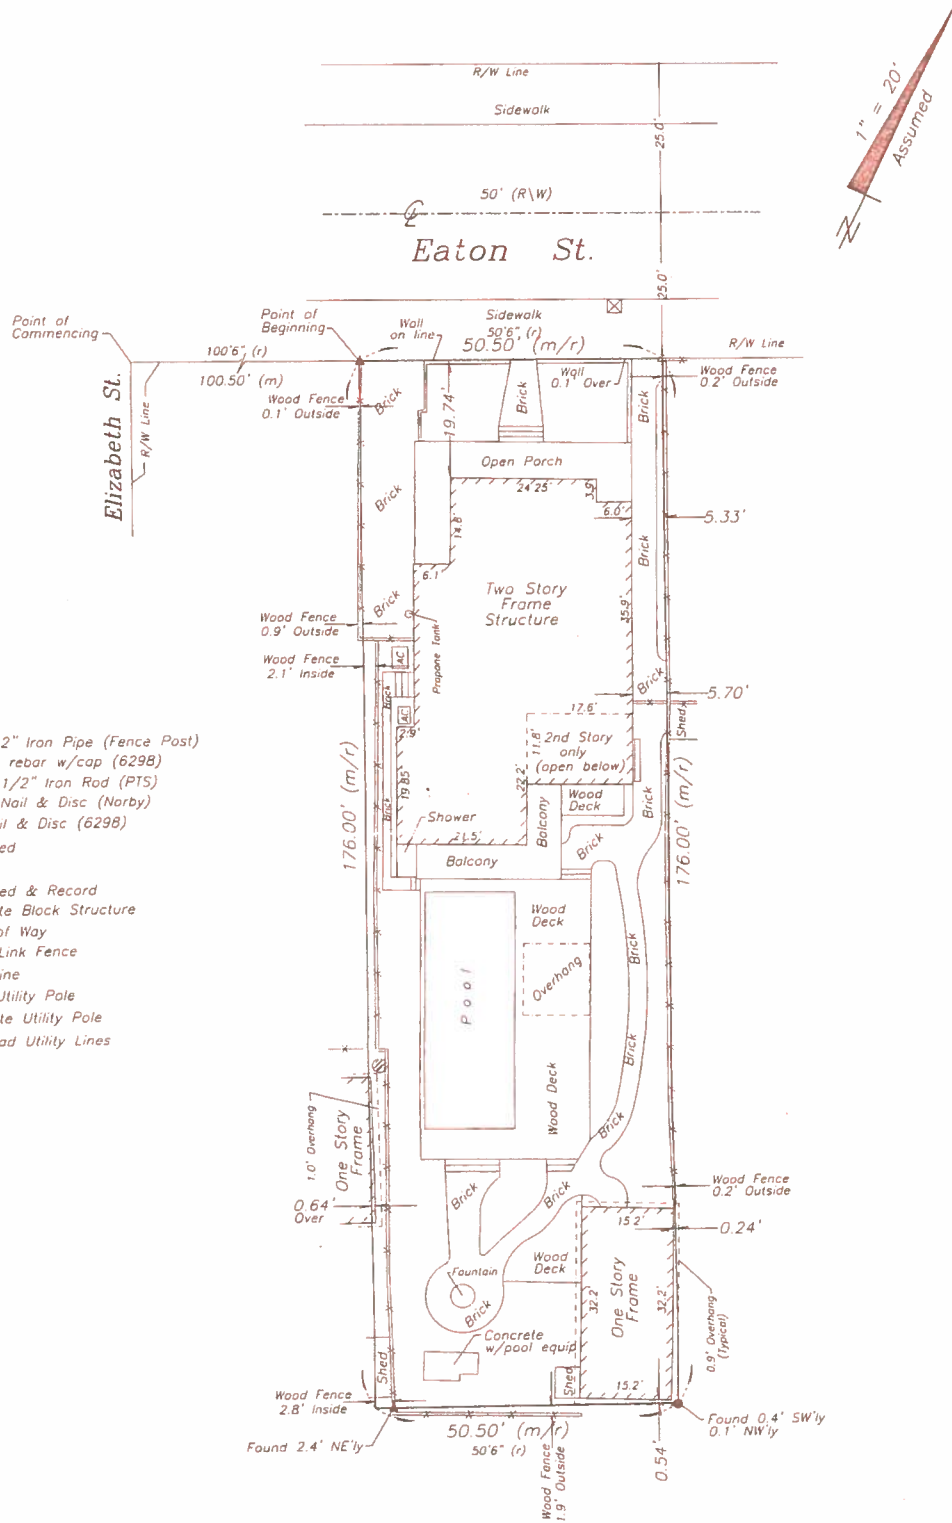 R/W Line
Sidewalk
25.0'
1" = 20'
Assumed
N
50' (R\W)
℄
Eaton St.
25.0'
Sidewalk
Point of
Commencing
Point of
Beginning
Wall
on line
50'6" (r)
50.50' (m/r)
R/W Line
100'6" (r)
100.50' (m)
Wall
0.1' Over
Wood Fence
0.2' Outside
Wood Fence
0.1' Outside
Elizabeth St.
R/W Line
Brick
Brick
Brick
19.74'
Open Porch
24.25'
3.9'
6.0'
5.33'
Brick
14.8'
Brick
6.1
Two Story
Frame
Structure
35.9'
Brick
Wood Fence
0.9' Outside
Propane Tank
Wood Fence
2.1' Inside
AC
Brick
Brick
5.70'
AC
2.9'
17.6'
Shed
2nd Story
only
(open below)
11.8'
22.2'
Brick
19.85
Wood
Deck
Brick
Shower
21.5'
Balcony
Balcony
Brick
Brick
176.00' (m/r)
176.00' (m/r)
2" Iron Pipe (Fence Post)
rebar w/cap (6298)
1/2" Iron Rod (PTS)
Nail & Disc (Norby)
il & Disc (6298)
ed
ed & Record
te Block Structure
of Way
Link Fence
ine
Utility Pole
te Utility Pole
ad Utility Lines
Wood
Deck
Overhang
Pool
Brick
Brick
Wood Deck
Brick
1.0' Overhang
One Story
Frame
0.64'
Over
Brick
Brick
Wood Fence
0.2' Outside
15.2'
0.24'
Wood
Deck
Fountain
Brick
32.2'
One Story
Frame
32.2'
0.9' Overhang
(Typical)
Concrete
w/pool equip
Shed
Shed
15.2'
Wood Fence
2.8' Inside
Found 2.4' NE'ly
50.50' (m/r)
50'6" (r)
Wood Fence
1.9' Outside
0.54'
Found 0.4' SW'ly
0.1' NW'ly